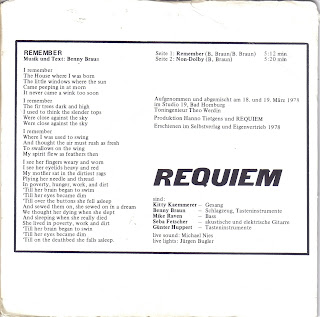 REMEMBER
Musik und Text: Benny Braun
I remember
The House where I was born
The little windows where the sun
Came peeping in at morn
It never came a wink too soon
I remember
The fir trees dark and high
I used to think the slender tops
Were close against the sky
Were close against the sky
I remember
Where I was used to swing
And thought the air must rush as fresh
To swallows on the wing
My spirit flew as feathers then
I see her fingers weary and worn
I see her eyelids heavy and red
My mother sat in the dirtiest rags
Plying her needle and thread
In poverty, hunger, work, and dirt
'Till her brain began to swim
'Till her eyes became dim
'Till over the buttons she fell asleep
And sewed them on, she sewed on in a dream
We thought her dying when she slept
And sleeping when she really died
She lived in poverty, work and dirt
'Till her brain began to swim
'Till her eyes became dim
'Till on the deathbed she falls asleep.
Seite 1: Remember (B. Braun/B. Braun) 5:12 min
Seite 2: Non-Dolby (B. Braun) 5:20 min
Aufgenommen und abgemischt am 18. und 19. März 1978
im Studio 19, Bad Homburg
Toningenieur Theo Werdin
Produktion Hanno Tietgens und REQUIEM
Erschienen im Selbstverlag und Eigenvertrieb 1978
REQUIEM
sind:
Kitty Kaemmerer – Gesang
Benny Braun – Schlagzeug, Tasteninstrumente
Mike Raven – Bass
Seba Fetscher – akustische und elektrische Gitarre
Günter Huppert – Tasteninstrumente
live sound: Michael Nies
live lights: Jürgen Bugler